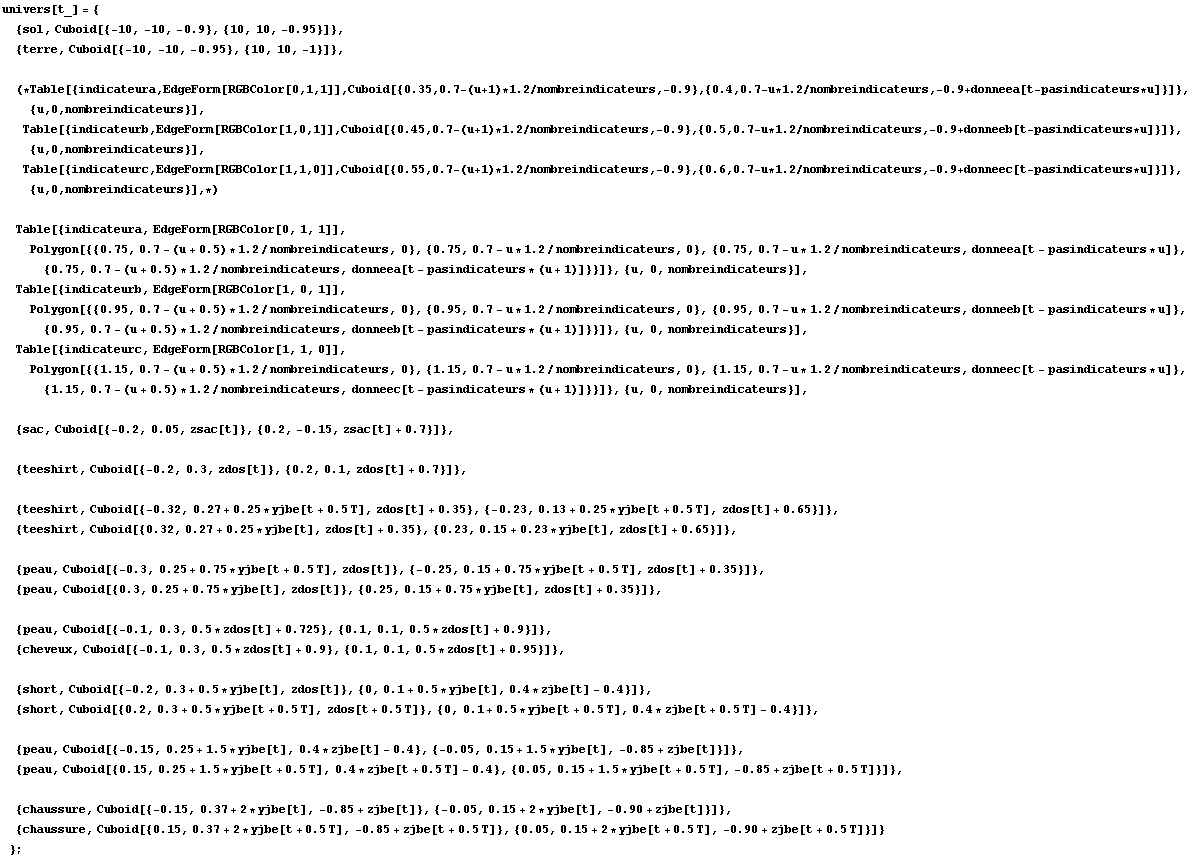 univers[t_] = {
{sol, Cuboid[{-10, -10, -0.9}, {10, 10, -0.95}]},
{terre, Cuboid[{-10, -10, -0.95}, {10, 10, -1}]},
(*Table[{indicateura,EdgeForm[RGBColor[0,1,1]],Cuboid[{0.35,0.7-(u+1)*1.2/nombreindicateurs,-0.9},{0.4,0.7-u*1.2/nombreindicateurs,-0.9+donneea[t-pasindicateurs*u]}]},
{u,0,nombreindicateurs}],
Table[{indicateurb,EdgeForm[RGBColor[1,0,1]],Cuboid[{0.45,0.7-(u+1)*1.2/nombreindicateurs,-0.9},{0.5,0.7-u*1.2/nombreindicateurs,-0.9+donneeb[t-pasindicateurs*u]}]},
{u,0,nombreindicateurs}],
Table[{indicateurc,EdgeForm[RGBColor[1,1,0]],Cuboid[{0.55,0.7-(u+1)*1.2/nombreindicateurs,-0.9},{0.6,0.7-u*1.2/nombreindicateurs,-0.9+donneec[t-pasindicateurs*u]}]},
{u,0,nombreindicateurs}],*)
Table[{indicateura, EdgeForm[RGBColor[0, 1, 1]],
Polygon[{{0.75, 0.7 - (u + 0.5) * 1.2 / nombreindicateurs, 0}, {0.75, 0.7 - u * 1.2 / nombreindicateurs, 0}, {0.75, 0.7 - u * 1.2 / nombreindicateurs, donneea[t - pasindicateurs * u]},
{0.75, 0.7 - (u + 0.5) * 1.2 / nombreindicateurs, donneea[t - pasindicateurs * (u + 1)]}}]}, {u, 0, nombreindicateurs}],
Table[{indicateurb, EdgeForm[RGBColor[1, 0, 1]],
Polygon[{{0.95, 0.7 - (u + 0.5) * 1.2 / nombreindicateurs, 0}, {0.95, 0.7 - u * 1.2 / nombreindicateurs, 0}, {0.95, 0.7 - u * 1.2 / nombreindicateurs, donneeb[t - pasindicateurs * u]},
{0.95, 0.7 - (u + 0.5) * 1.2 / nombreindicateurs, donneeb[t - pasindicateurs * (u + 1)]}}]}, {u, 0, nombreindicateurs}],
Table[{indicateurc, EdgeForm[RGBColor[1, 1, 0]],
Polygon[{{1.15, 0.7 - (u + 0.5) * 1.2 / nombreindicateurs, 0}, {1.15, 0.7 - u * 1.2 / nombreindicateurs, 0}, {1.15, 0.7 - u * 1.2 / nombreindicateurs, donneec[t - pasindicateurs * u]},
{1.15, 0.7 - (u + 0.5) * 1.2 / nombreindicateurs, donneec[t - pasindicateurs * (u + 1)]}}]}, {u, 0, nombreindicateurs}],
{sac, Cuboid[{-0.2, 0.05, zsac[t]}, {0.2, -0.15, zsac[t] + 0.7}]},
{teeshirt, Cuboid[{-0.2, 0.3, zdos[t]}, {0.2, 0.1, zdos[t] + 0.7}]},
{teeshirt, Cuboid[{-0.32, 0.27 + 0.25 * yjbe[t + 0.5 T], zdos[t] + 0.35}, {-0.23, 0.13 + 0.25 * yjbe[t + 0.5 T], zdos[t] + 0.65}]},
{teeshirt, Cuboid[{0.32, 0.27 + 0.25 * yjbe[t], zdos[t] + 0.35}, {0.23, 0.15 + 0.23 * yjbe[t], zdos[t] + 0.65}]},
{peau, Cuboid[{-0.3, 0.25 + 0.75 * yjbe[t + 0.5 T], zdos[t]}, {-0.25, 0.15 + 0.75 * yjbe[t + 0.5 T], zdos[t] + 0.35}]},
{peau, Cuboid[{0.3, 0.25 + 0.75 * yjbe[t], zdos[t]}, {0.25, 0.15 + 0.75 * yjbe[t], zdos[t] + 0.35}]},
{peau, Cuboid[{-0.1, 0.3, 0.5 * zdos[t] + 0.725}, {0.1, 0.1, 0.5 * zdos[t] + 0.9}]},
{cheveux, Cuboid[{-0.1, 0.3, 0.5 * zdos[t] + 0.9}, {0.1, 0.1, 0.5 * zdos[t] + 0.95}]},
{short, Cuboid[{-0.2, 0.3 + 0.5 * yjbe[t], zdos[t]}, {0, 0.1 + 0.5 * yjbe[t], 0.4 * zjbe[t] - 0.4}]},
{short, Cuboid[{0.2, 0.3 + 0.5 * yjbe[t + 0.5 T], zdos[t + 0.5 T]}, {0, 0.1 + 0.5 * yjbe[t + 0.5 T], 0.4 * zjbe[t + 0.5 T] - 0.4}]},
{peau, Cuboid[{-0.15, 0.25 + 1.5 * yjbe[t], 0.4 * zjbe[t] - 0.4}, {-0.05, 0.15 + 1.5 * yjbe[t], -0.85 + zjbe[t]}]},
{peau, Cuboid[{0.15, 0.25 + 1.5 * yjbe[t + 0.5 T], 0.4 * zjbe[t + 0.5 T] - 0.4}, {0.05, 0.15 + 1.5 * yjbe[t + 0.5 T], -0.85 + zjbe[t + 0.5 T]}]},
{chaussure, Cuboid[{-0.15, 0.37 + 2 * yjbe[t], -0.85 + zjbe[t]}, {-0.05, 0.15 + 2 * yjbe[t], -0.90 + zjbe[t]}]},
{chaussure, Cuboid[{0.15, 0.37 + 2 * yjbe[t + 0.5 T], -0.85 + zjbe[t + 0.5 T]}, {0.05, 0.15 + 2 * yjbe[t + 0.5 T], -0.90 + zjbe[t + 0.5 T]}]}
};